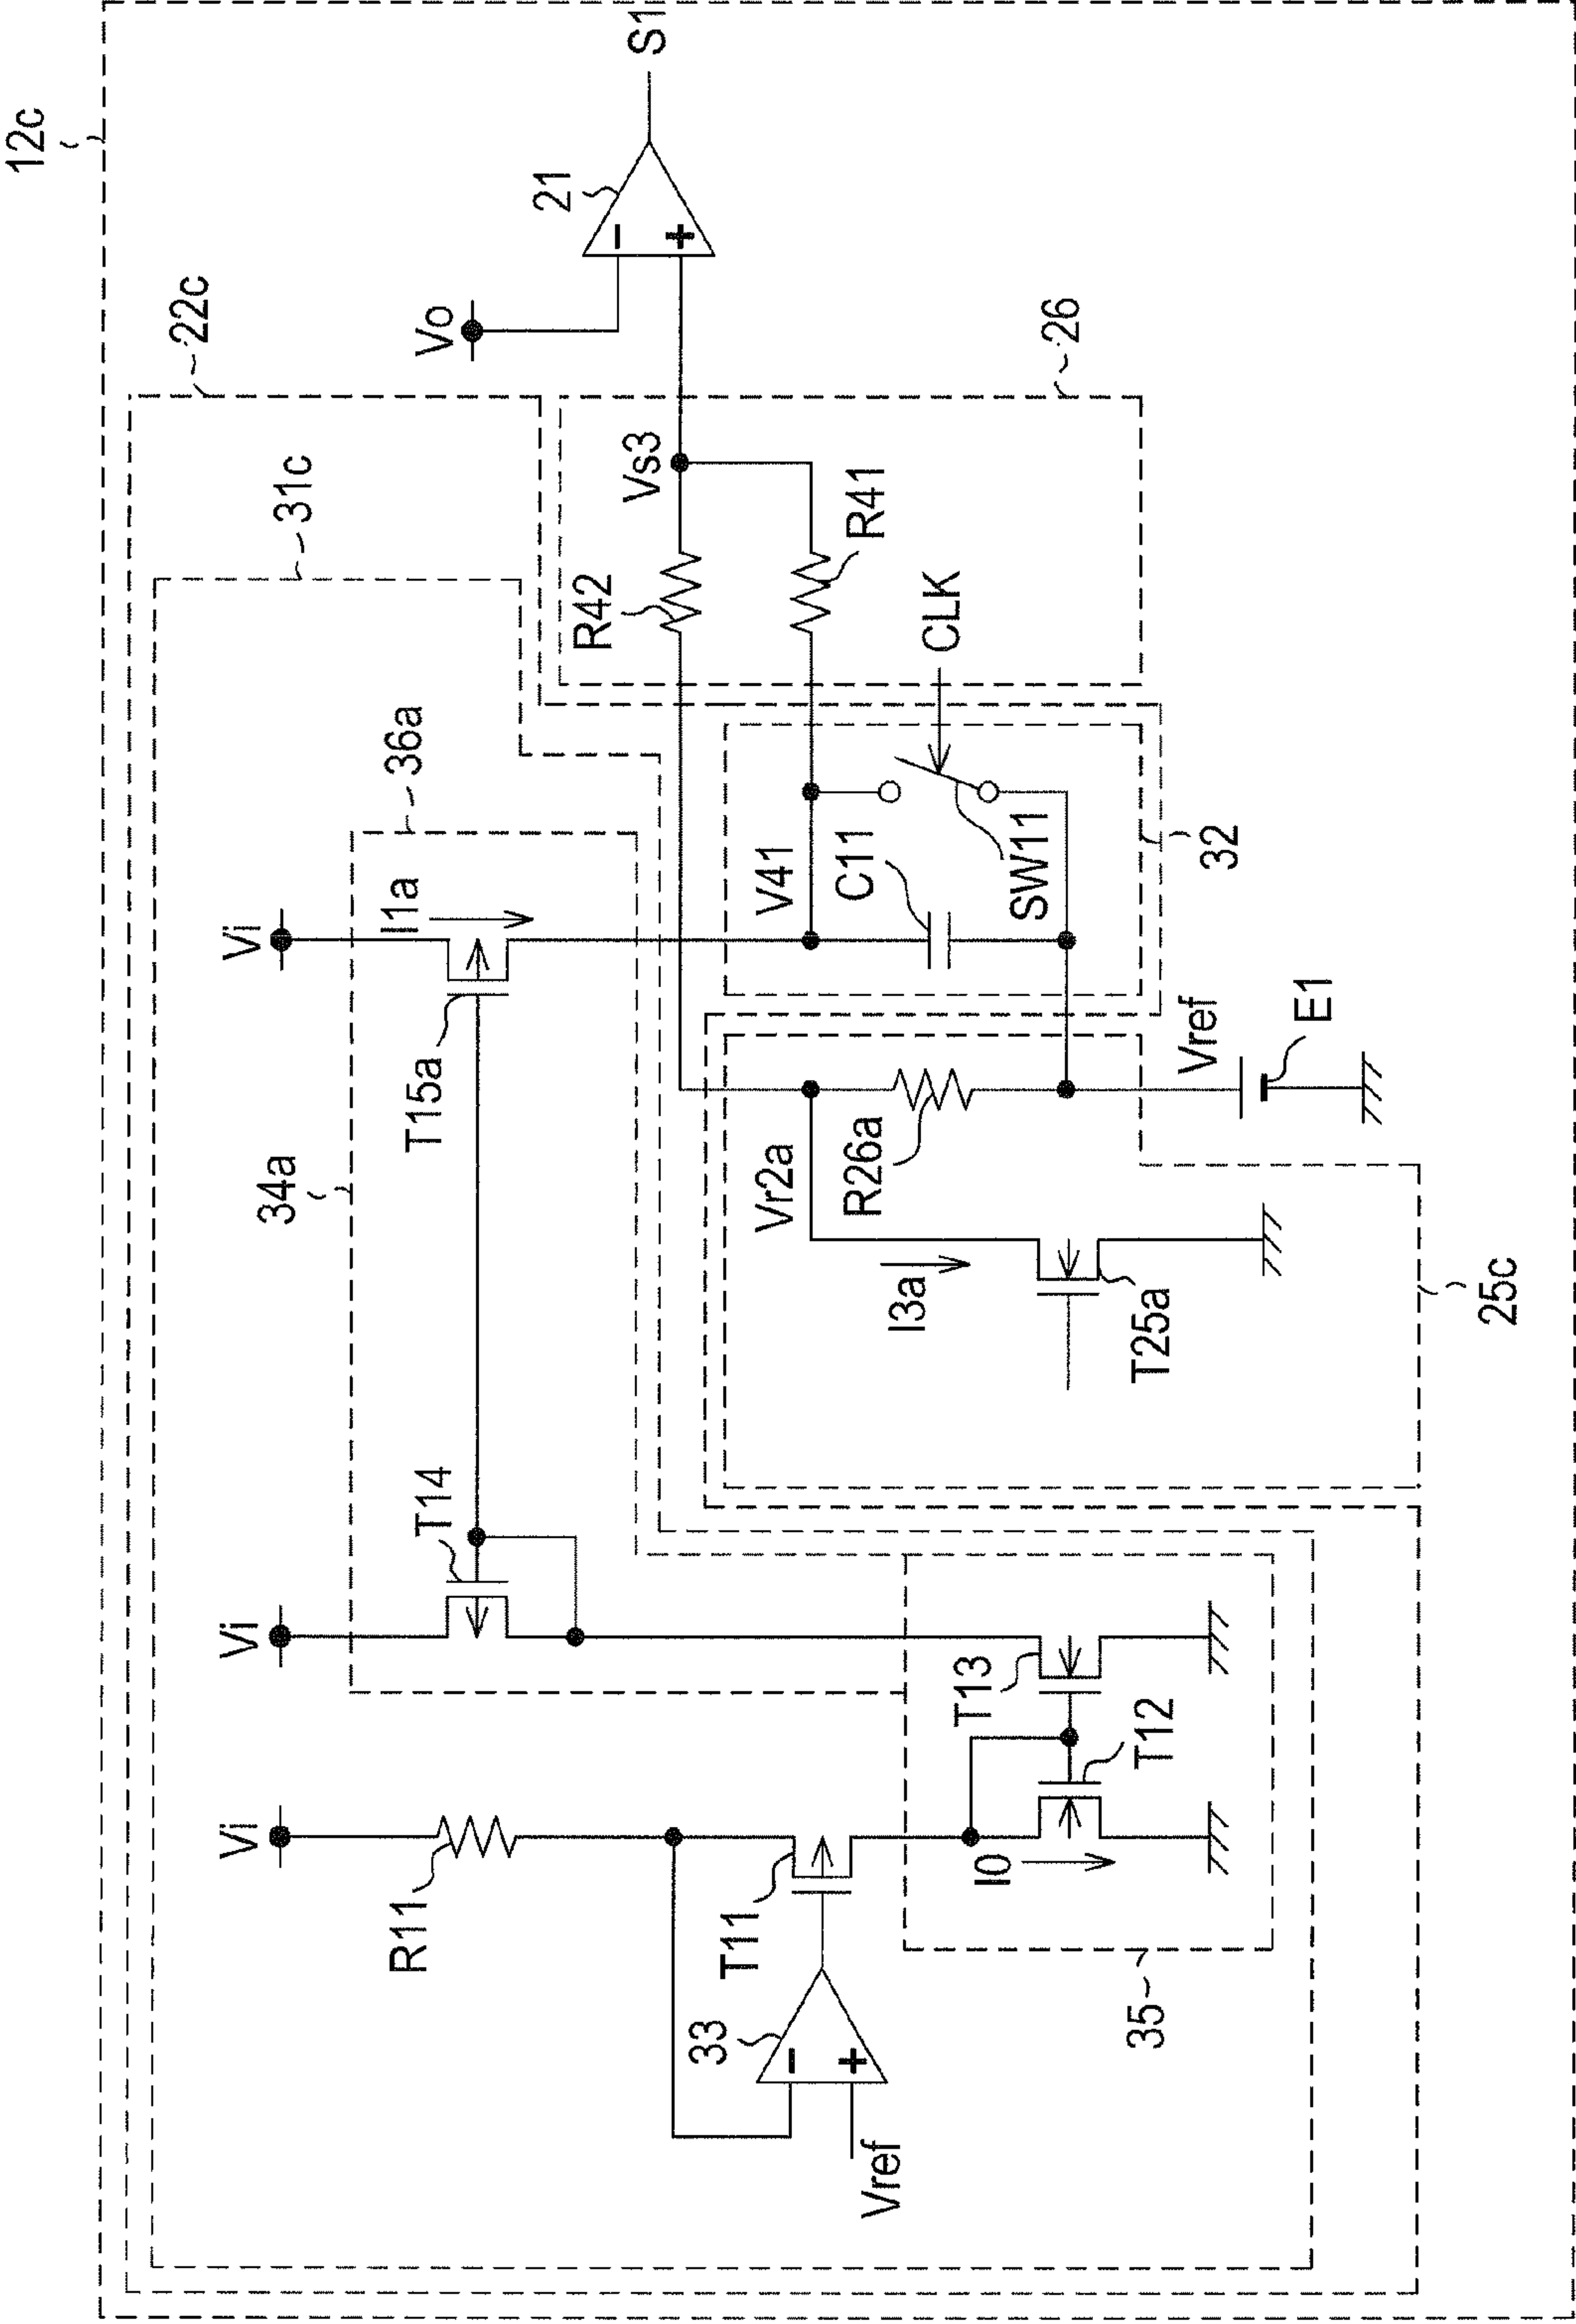 12c
22c
31c
34a
36a
Vi
Vi
Vi
R11
T14
T15a
I1a
Vo
21
S1
Vs3
R42
R41
26
CLK
V41
C11
SW11
32
33
Vref
T11
I0
T12
T13
35
Vr2a
R26a
I3a
T25a
Vref
E1
25c